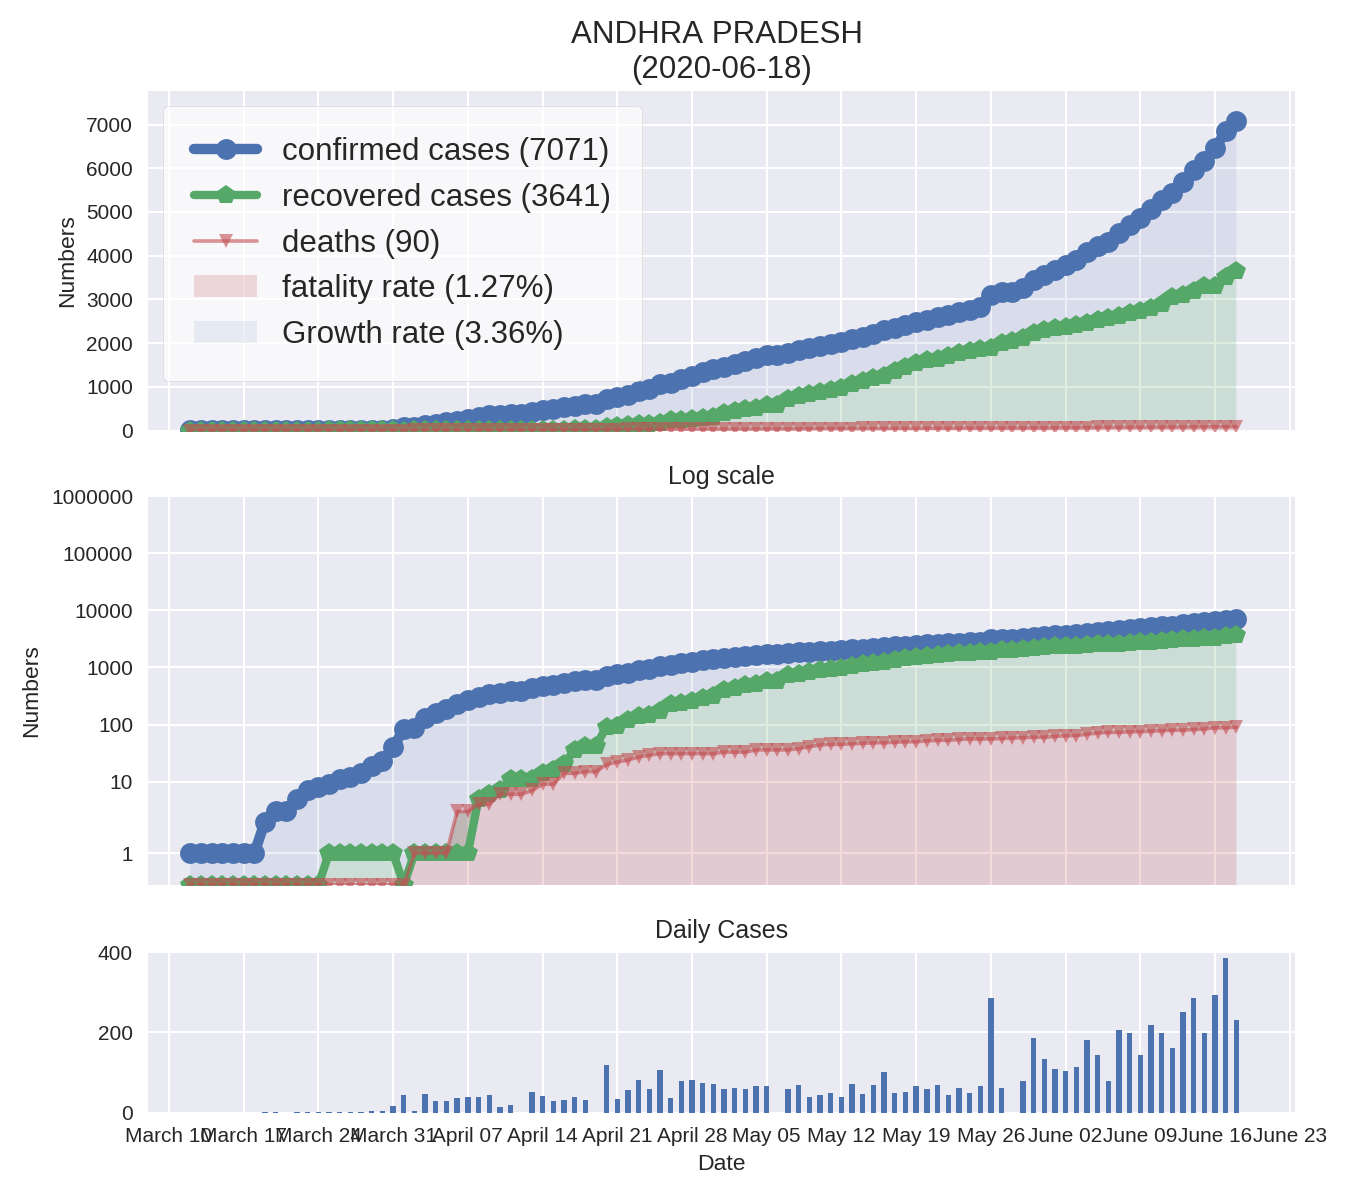 ANDHRA PRADESH
(2020-06-18)
7000
6000
5000
4000
3000
2000
1000
0
Numbers
confirmed cases (7071)
recovered cases (3641)
deaths (90)
fatality rate (1.27%)
Growth rate (3.36%)
Log scale
1000000
100000
10000
1000
100
10
1
Numbers
Daily Cases
400
200
0
March 10 March 17 March 24 March 31 April 07 April 14 April 21 April 28 May 05 May 12 May 19 May 26 June 02 June 09 June 16 June 23
Date